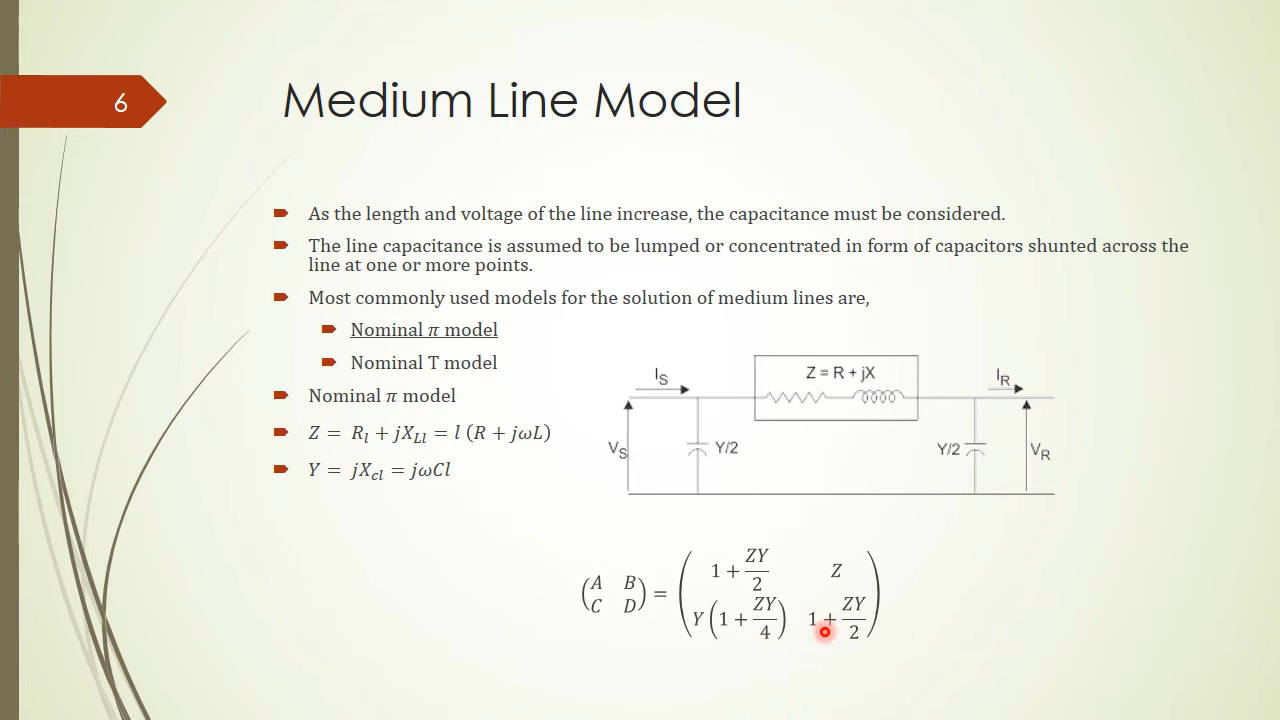 6
Medium Line Model
As the length and voltage of the line increase, the capacitance must be considered.
The line capacitance is assumed to be lumped or concentrated in form of capacitors shunted across the
line at one or more points.
Most commonly used models for the solution of medium lines are,
Nominal π model
Nominal T model
Nominal π model
Z = R_l + jX_{Ll} = l (R + jωL)
Y = jX_{cl} = jωCl
I_S
Z = R + jX
I_R
V_S
Y/2
Y/2
V_R
(A B; C D) = (1 + ZY/2 Z; Y(1 + ZY/4) 1 + ZY/2)